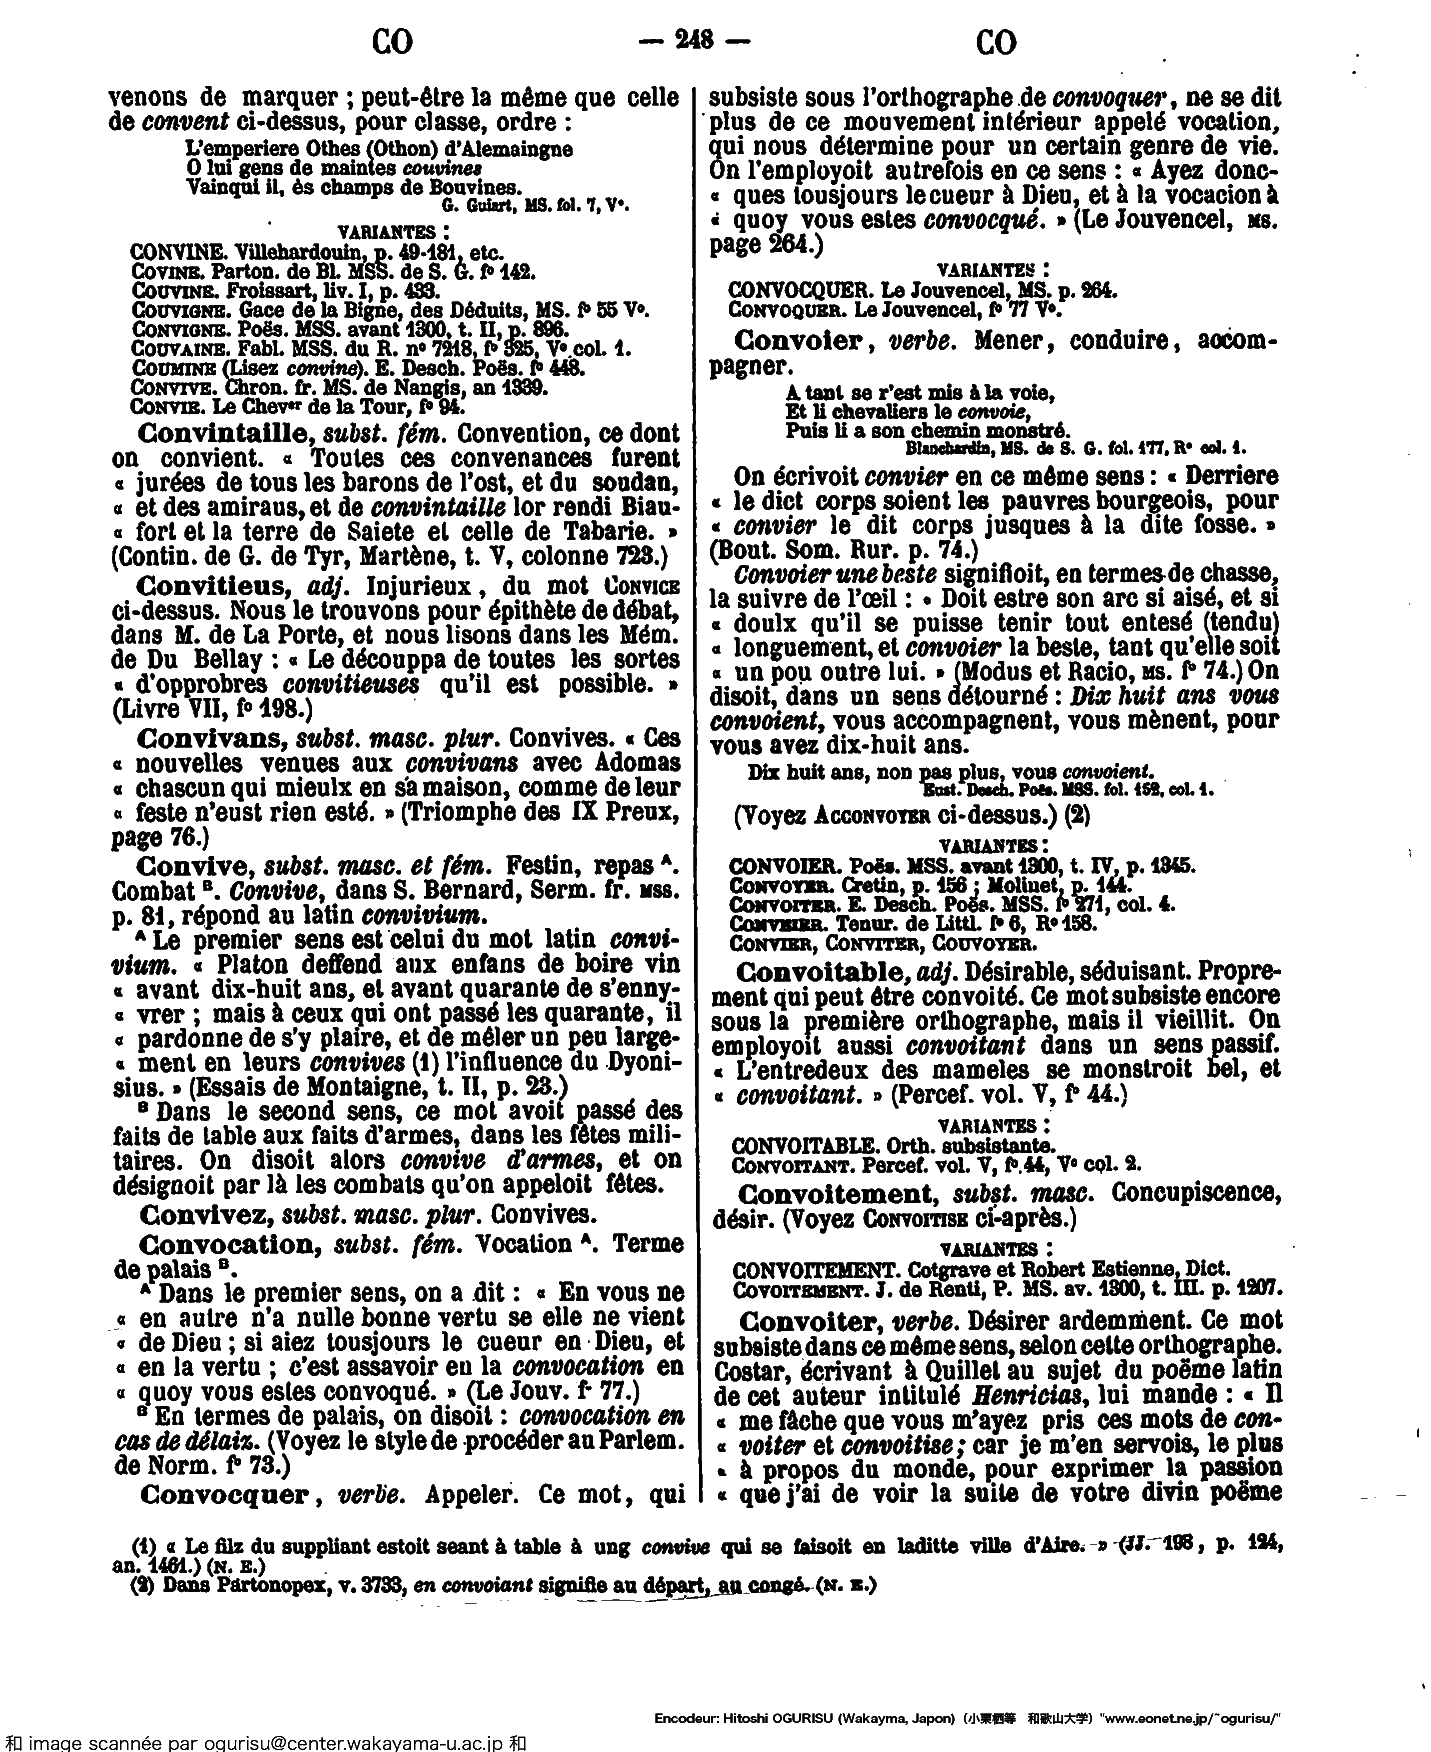 CO
— 248 —
CO
venons de marquer ; peut-être la même que celle
de convent ci-dessus, pour classe, ordre :
L'emperiere Othes (Othon) d'Alemaingne
O lui gens de maintes couvines
Vainqui il, ès champs de Bouvines.
G. Guiart, MS. fol. 7, V°.
VARIANTES :
CONVINE. Villehardouin, p. 49-181, etc.
COVINE. Parton. de Bl. MSS. de S. G. f° 142.
COUVINE. Froissart, liv. I, p. 433.
COUVIGNE. Gace de la Bigne, des Déduits, MS. f° 55 V°.
CONVIGNE. Poës. MSS. avant 1300, t. II, p. 896.
COUVAINE. Fabl. MSS. du R. n° 7218, f° 325, V° col. 1.
COUMINE (Lisez convine). E. Desch. Poës. f° 448.
CONVIVE. Chron. fr. MS. de Nangis, an 1339.
CONVIE. Le Chever de la Tour, f° 94.
Convintaille, subst. fém. Convention, ce dont
on convient. « Toutes ces convenances furent
« jurées de tous les barons de l'ost, et du soudan,
« et des amiraus, et de convintaille lor rendi Biau-
« fort et la terre de Saiete et celle de Tabarie. »
(Contin. de G. de Tyr, Martène, t. V, colonne 723.)
Convitieus, adj. Injurieux, du mot CONVICE
ci-dessus. Nous le trouvons pour épithète de débat,
dans M. de La Porte, et nous lisons dans les Mém.
de Du Bellay : « Le découppa de toutes les sortes
« d'opprobres convitieuses qu'il est possible. »
(Livre VII, f° 198.)
Convivans, subst. masc. plur. Convives. « Ces
« nouvelles venues aux convivans avec Adomas
« chascun qui mieulx en sa maison, comme de leur
« feste n'eust rien esté. » (Triomphe des IX Preux,
page 76.)
Convive, subst. masc. et fém. Festin, repas A.
Combat B. Convive, dans S. Bernard, Serm. fr. MSS.
p. 81, répond au latin convivium.
A Le premier sens est celui du mot latin convi-
vium. « Platon deffend aux enfans de boire vin
« avant dix-huit ans, et avant quarante de s'enny-
« vrer ; mais à ceux qui ont passé les quarante, il
« pardonne de s'y plaire, et de mêler un peu large-
« ment en leurs convives (1) l'influence du Dyoni-
sius. » (Essais de Montaigne, t. II, p. 23.)
B Dans le second sens, ce mot avoit passé des
faits de table aux faits d'armes, dans les fêtes mili-
taires. On disoit alors convive d'armes, et on
désignoit par là les combats qu'on appeloit fêtes.
Convivez, subst. masc. plur. Convives.
Convocation, subst. fém. Vocation A. Terme
de palais B.
A Dans le premier sens, on a dit : « En vous ne
« en autre n'a nulle bonne vertu se elle ne vient
« de Dieu ; si aiez tousjours le cueur en Dieu, et
« en la vertu ; c'est assavoir en la convocation en
« quoy vous estes convoqué. » (Le Jouv. f° 77.)
B En termes de palais, on disoit : convocation en
cas de délaiz. (Voyez le style de procéder au Parlem.
de Norm. f° 73.)
Convocquer, verbe. Appeler. Ce mot, qui
subsiste sous l'orthographe de convoquer, ne se dit
plus de ce mouvement intérieur appelé vocation,
qui nous détermine pour un certain genre de vie.
On l'employoit autrefois en ce sens : « Ayez donc-
« ques tousjours le cueur à Dieu, et à la vocacion à
« quoy vous estes convocqué. » (Le Jouvencel, MS.
page 264.)
VARIANTES :
CONVOCQUER. Le Jouvencel, MS. p. 264.
CONVOQUER. Le Jouvencel, f° 77 V°.
Convoier, verbe. Mener, conduire, accom-
pagner.
A tant se r'est mis à la voie,
Et li chevaliers le convoie,
Puis li a son chemin monstré.
Blanchardin, MS. de S. G. fol. 177, R° col. 1.
On écrivoit convier en ce même sens : « Derriere
« le dict corps soient les pauvres bourgeois, pour
« convier le dit corps jusques à la dite fosse. »
(Bout. Som. Rur. p. 74.)
Convoier une beste signifioit, en termes de chasse,
la suivre de l'œil : « Doit estre son arc si aisé, et si
« doulx qu'il se puisse tenir tout entesé (tendu)
« longuement, et convoier la beste, tant qu'elle soit
« un pou outre lui. » (Modus et Racio, MS. f° 74.) On
disoit, dans un sens détourné : Dix huit ans vous
convoient, vous accompagnent, vous mènent, pour
vous avez dix-huit ans.
Dix huit ans, non pas plus, vous convoient.
Eust. Desch. Poës. MSS. fol. 152, col. 1.
(Voyez ACCONVOYER ci-dessus.) (2)
VARIANTES :
CONVOIER. Poës. MSS. avant 1300, t. IV, p. 1345.
CONVOYER. Cretin, p. 156 ; Molinet, p. 144.
CONVOITER. E. Desch. Poës. MSS. f° 271, col. 4.
Tenur. de Littl. f° 6, R° 158.
CONVIER, CONVITER, COUVOYER.
Convoitable, adj. Désirable, séduisant. Propre-
ment qui peut être convoité. Ce mot subsiste encore
sous la première orthographe, mais il vieillit. On
employoit aussi convoitant dans un sens passif.
« L'entredeux des mameles se monstroit bel, et
« convoitant. » (Percef. vol. V, f° 44.)
VARIANTES :
CONVOITABLE. Orth. subsistante.
CONVOITANT. Percef. vol. V, f° 44, V° col. 2.
Convoitement, subst. masc. Concupiscence,
désir. (Voyez CONVOITISE ci-après.)
VARIANTES :
CONVOITEMENT. Cotgrave et Robert Estienne, Dict.
COVOITEMENT. J. de Renti, P. MS. av. 1300, t. III. p. 1207.
Convoiter, verbe. Désirer ardemment. Ce mot
subsiste dans ce même sens, selon cette orthographe.
Costar, écrivant à Quillet au sujet du poëme latin
de cet auteur intitulé Henricias, lui mande : « Il
« me fâche que vous m'ayez pris ces mots de con-
« voiter et convoitise ; car je m'en servois, le plus
« à propos du monde, pour exprimer la passion
« que j'ai de voir la suite de votre divin poëme
(1) « Le filz du suppliant estoit seant à table à ung convive qui se faisoit en laditte ville d'Aire. » (JJ. 198, p. 124,
an. 1461.) (N. E.)
(2) Dans Partonopex, v. 3733, en convoiant signifie au départ, au congé. (N. E.)
Encodeur: Hitoshi OGURISU (Wakayma, Japon) (小栗栖等 和歌山大学) "www.eonet.ne.jp/~ogurisu/"
和 image scannée par ogurisu@center.wakayama-u.ac.jp 和